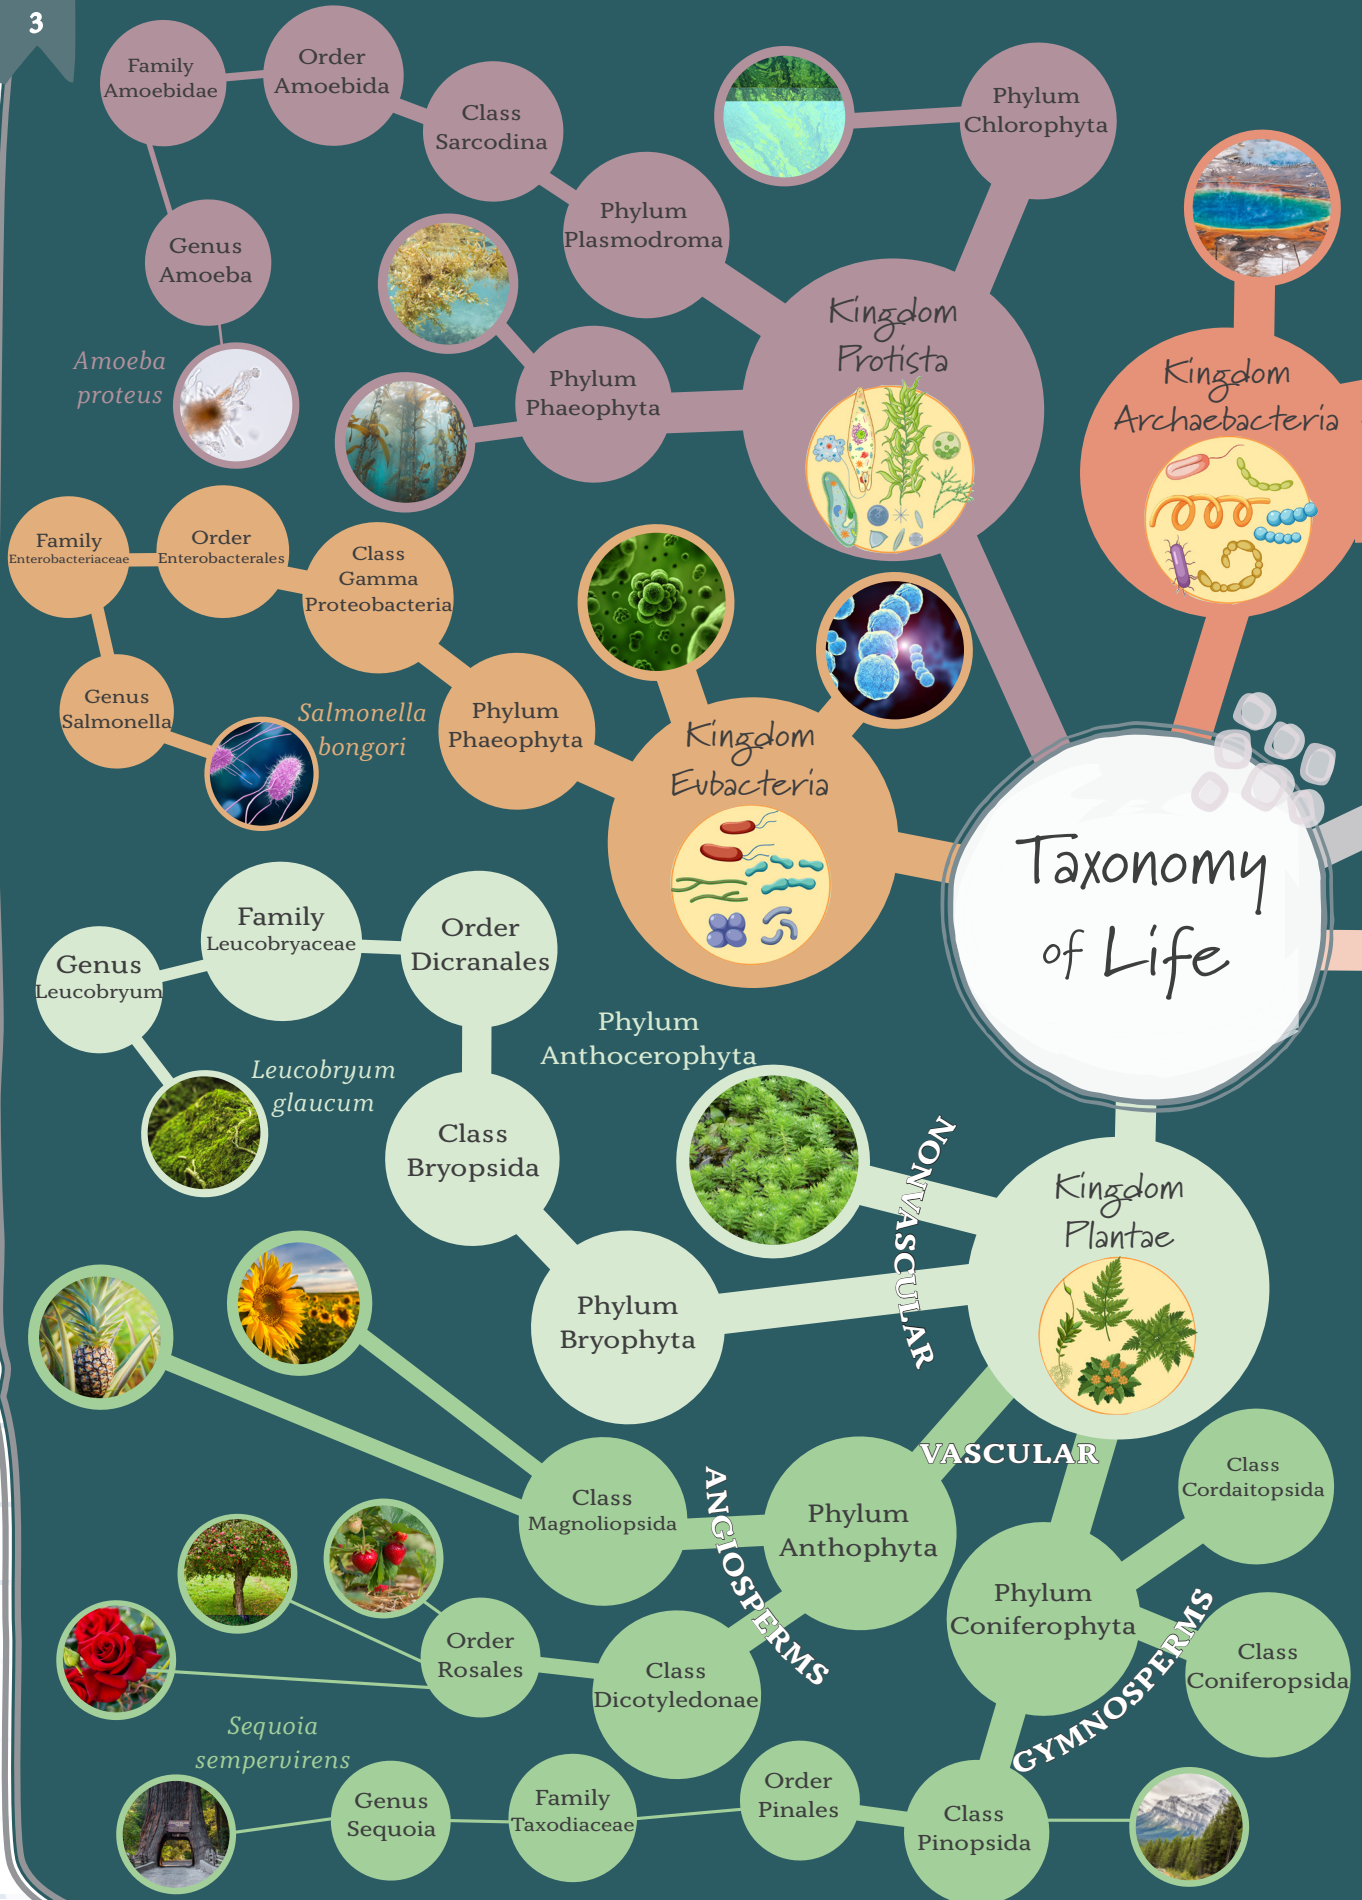 3
Family
Amoebidae
Order
Amoebida
Class
Sarcodina
Phylum
Plasmodroma
Phylum
Chlorophyta
Genus
Amoeba
Amoeba
proteus
Phylum
Phaeophyta
Kingdom
Protista
Kingdom
Archaebacteria
Family
Enterobacteriaceae
Order
Enterobacterales
Class
Gamma
Proteobacteria
Genus
Salmonella
Salmonella
bongori
Phylum
Phaeophyta
Kingdom
Eubacteria
Taxonomy
of Life
Genus
Leucobryum
Family
Leucobryaceae
Order
Dicranales
Leucobryum
glaucum
Class
Bryopsida
Phylum
Anthocerophyta
Phylum
Bryophyta
NONVASCULAR
Kingdom
Plantae
VASCULAR
Class
Magnoliopsida
ANGIOSPERMS
Phylum
Anthophyta
Class
Cordaitopsida
Phylum
Coniferophyta
Class
Coniferopsida
GYMNOSPERMS
Order
Rosales
Class
Dicotyledonae
Sequoia
sempervirens
Genus
Sequoia
Family
Taxodiaceae
Order
Pinales
Class
Pinopsida